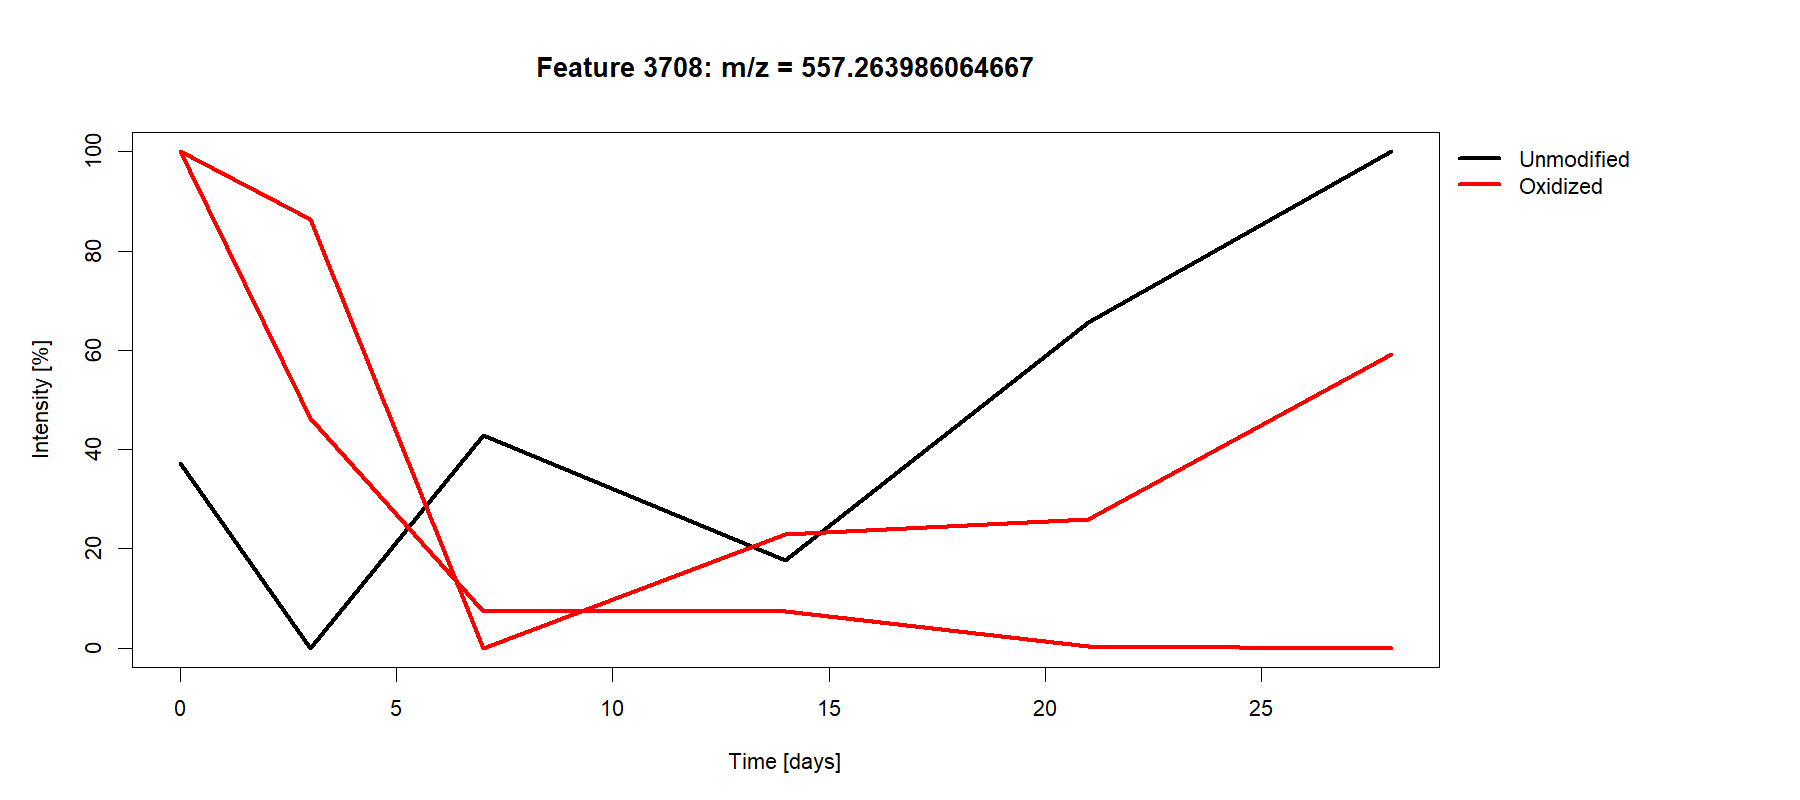 Feature 3708: m/z = 557.263986064667
Unmodified
Oxidized
Intensity [%]
100
80
60
40
20
0
0 5 10 15 20 25
Time [days]